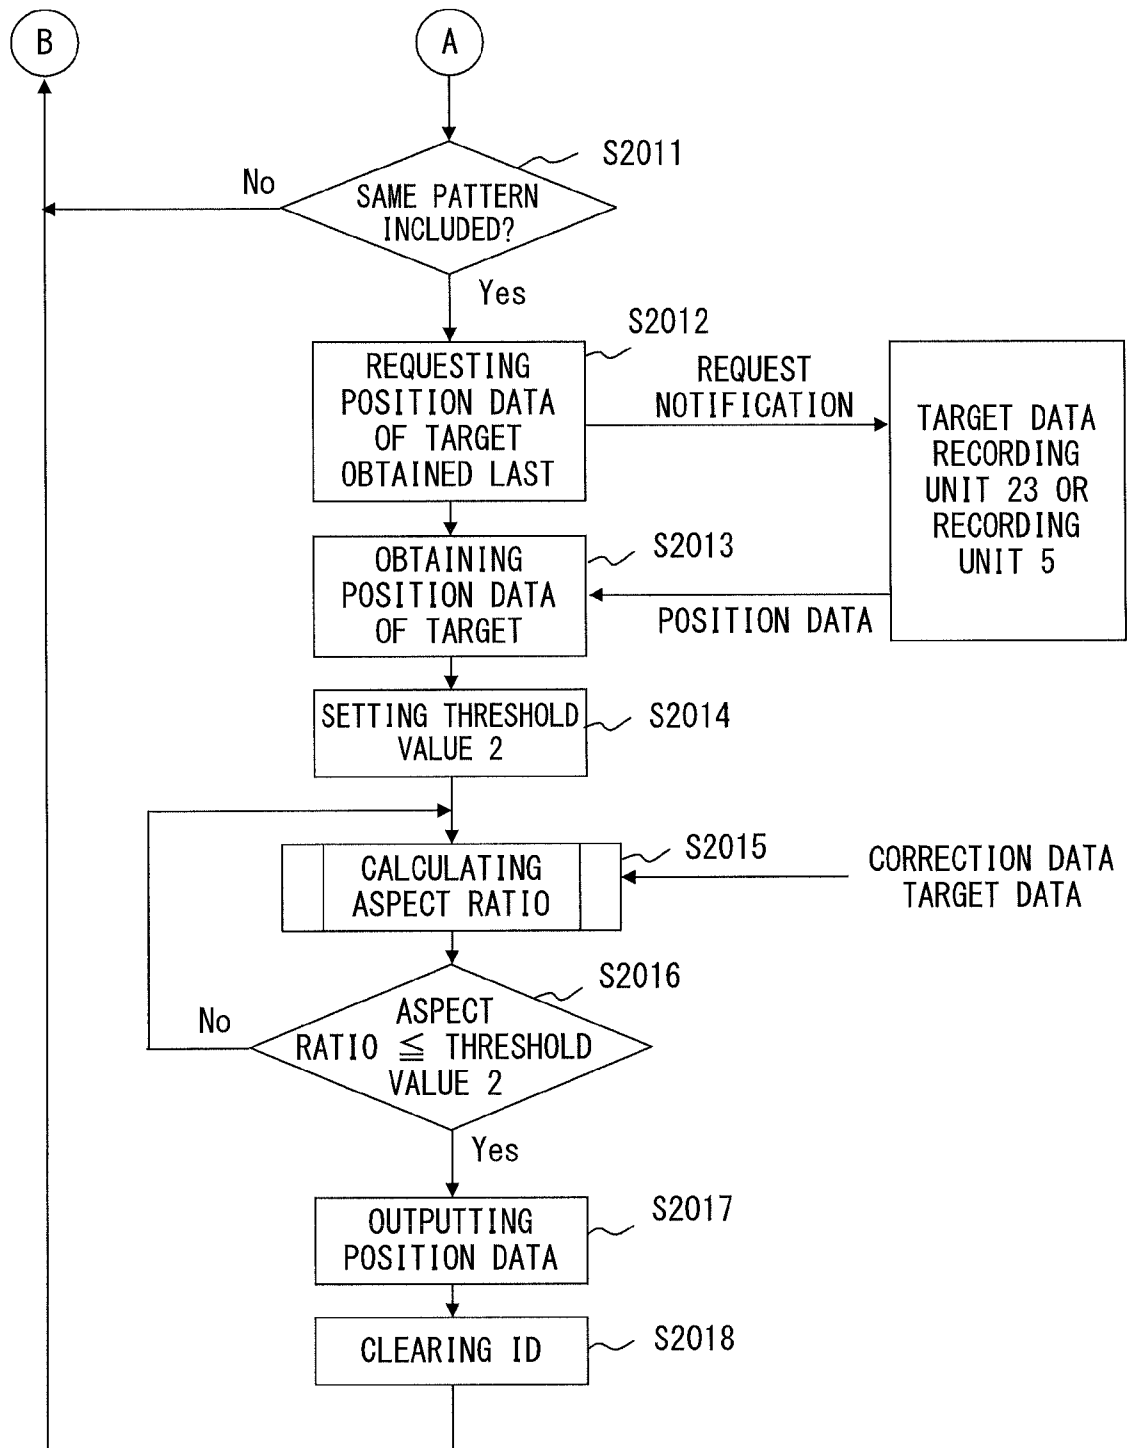 B
A
S2011
No
SAME PATTERN
INCLUDED?
Yes
S2012
REQUESTING
POSITION DATA
OF TARGET
OBTAINED LAST
REQUEST
NOTIFICATION
TARGET DATA
RECORDING
UNIT 23 OR
RECORDING
UNIT 5
S2013
OBTAINING
POSITION DATA
OF TARGET
POSITION DATA
SETTING THRESHOLD
VALUE 2
S2014
S2015
CALCULATING
ASPECT RATIO
CORRECTION DATA
TARGET DATA
S2016
No
ASPECT
RATIO ≦ THRESHOLD
VALUE 2
Yes
S2017
OUTPUTTING
POSITION DATA
S2018
CLEARING ID